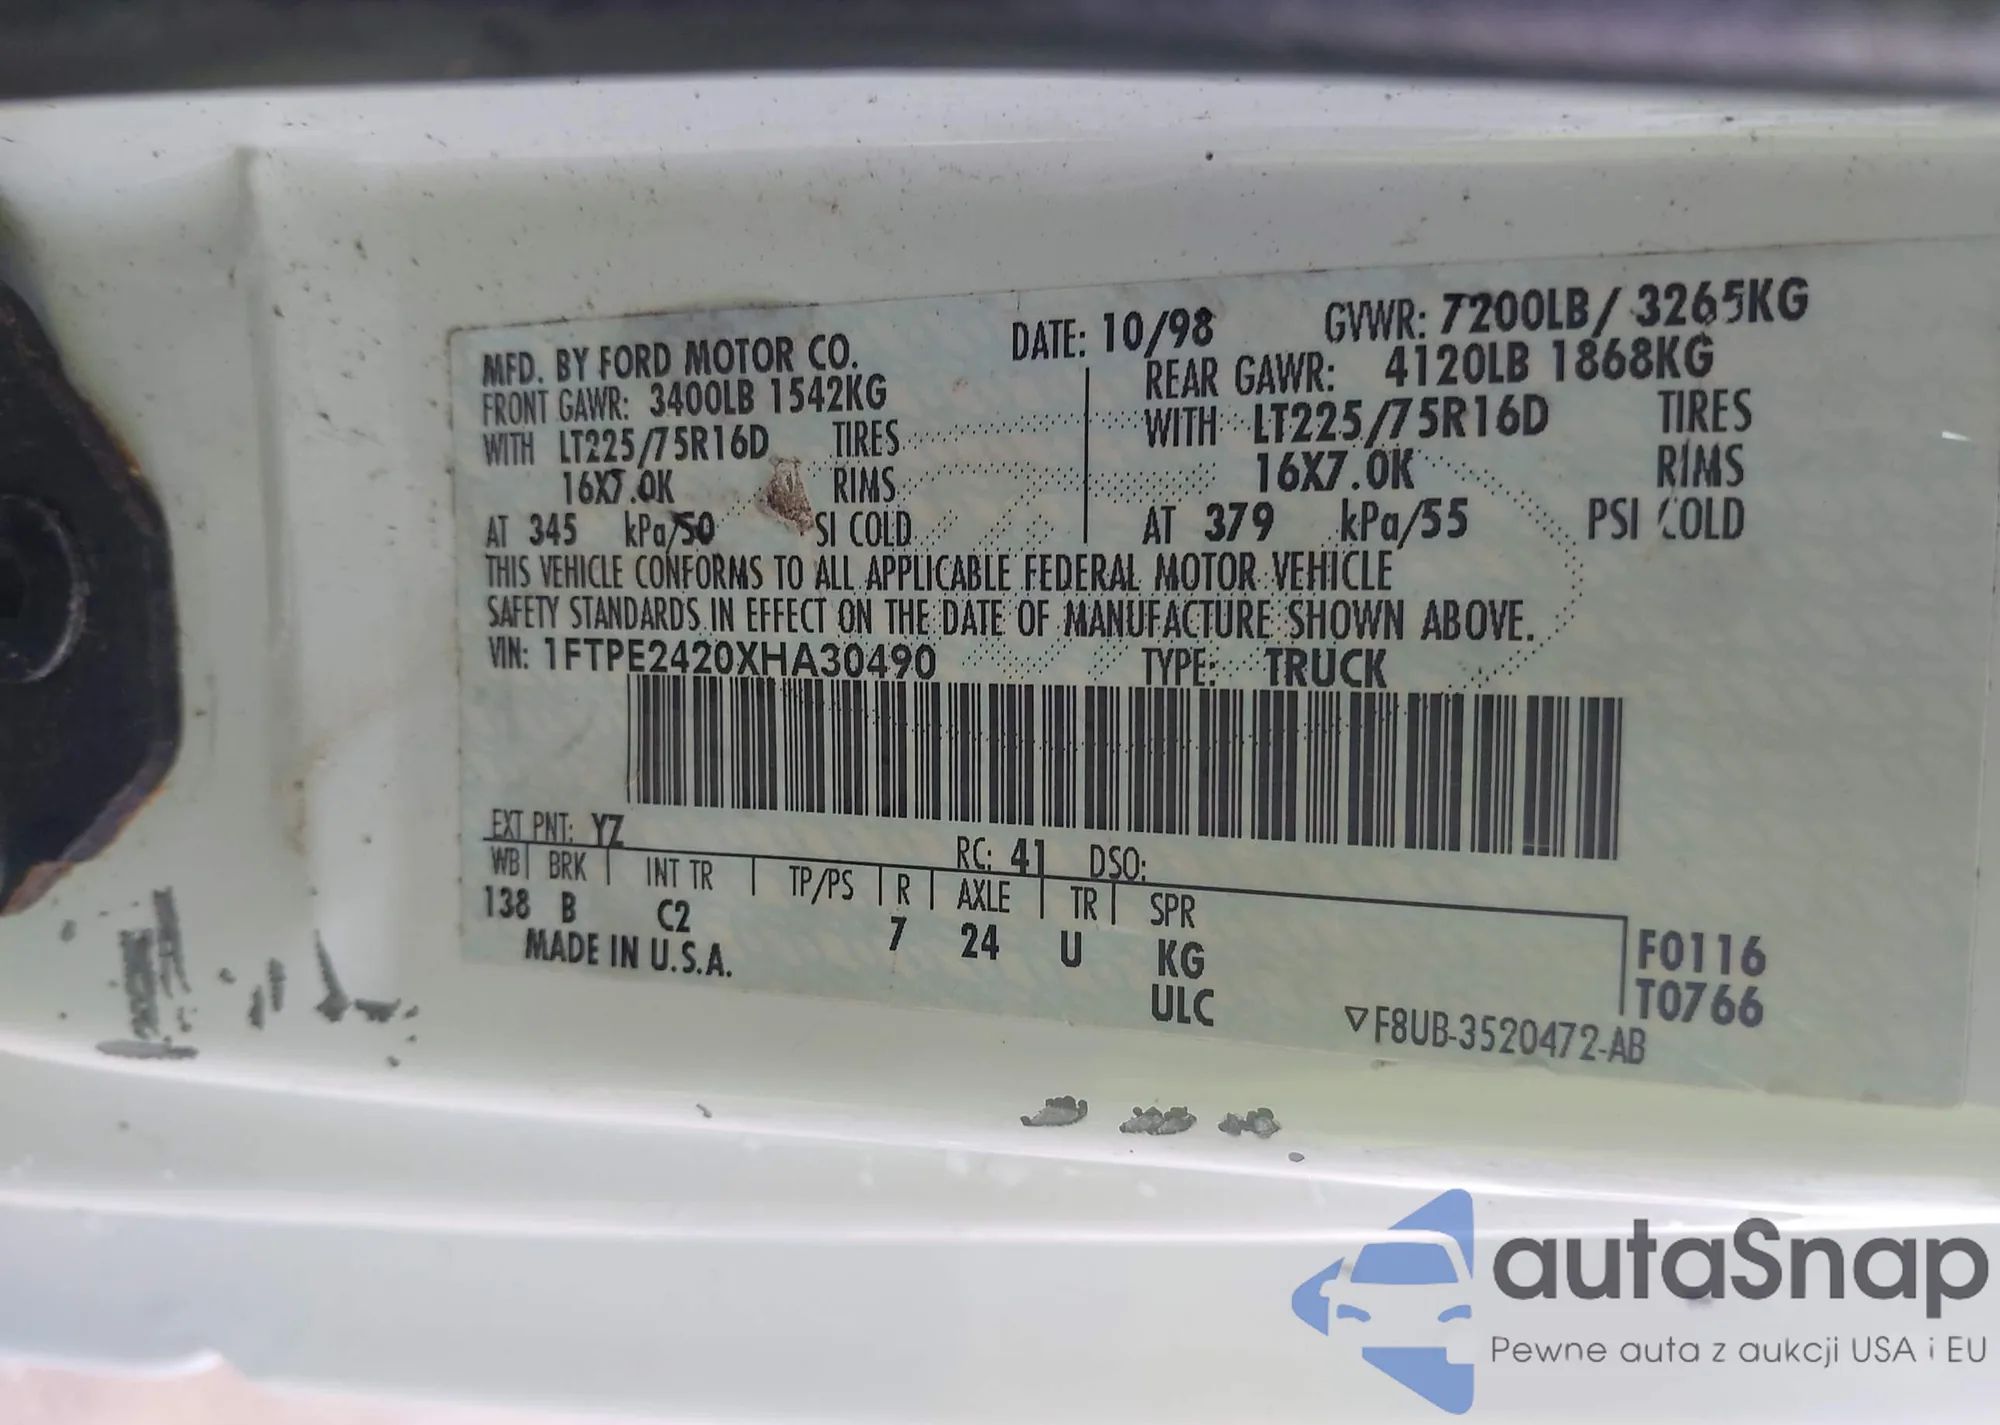 MFD. BY FORD MOTOR CO. DATE: 10/98 GVWR: 7200LB / 3265KG
FRONT GAWR: 3400LB 1542KG REAR GAWR: 4120LB 1868KG
WITH LT225/75R16D TIRES WITH LT225/75R16D TIRES
16X7.0K RIMS 16X7.0K RIMS
AT 345 kPa/50 SI COLD AT 379 kPa/55 PSI COLD
THIS VEHICLE CONFORMS TO ALL APPLICABLE FEDERAL MOTOR VEHICLE
SAFETY STANDARDS IN EFFECT ON THE DATE OF MANUFACTURE SHOWN ABOVE.
VIN: 1FTPE2420XHA30490 TYPE: TRUCK
EXT PNT: YZ RC: 41 DSO:
WB BRK INT TR TP/PS R AXLE TR SPR
138 B C2 7 24 U KG
MADE IN U.S.A. ULC
F0116
T0766
▽F8UB-3520472-AB
autaSnap
Pewne auta z aukcji USA i EU